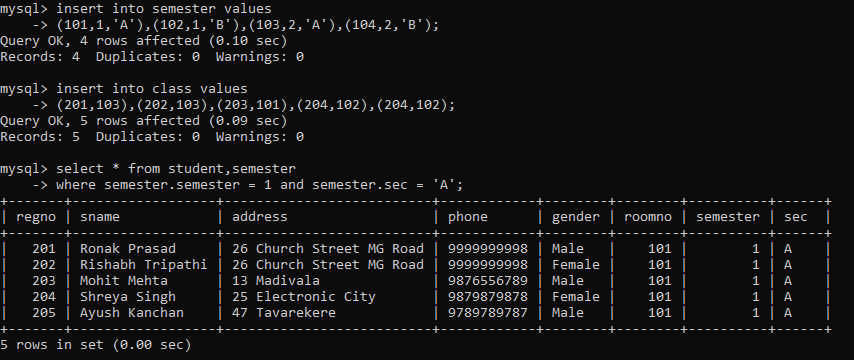 mysql> insert into semester values
    -> (101,1,'A'),(102,1,'B'),(103,2,'A'),(104,2,'B');
Query OK, 4 rows affected (0.10 sec)
Records: 4  Duplicates: 0  Warnings: 0

mysql> insert into class values
    -> (201,103),(202,103),(203,101),(204,102),(204,102);
Query OK, 5 rows affected (0.09 sec)
Records: 5  Duplicates: 0  Warnings: 0

mysql> select * from student,semester
    -> where semester.semester = 1 and semester.sec = 'A';
+-------+------------------+---------------------------+------------+--------+--------+----------+------+
| regno | sname            | address                   | phone      | gender | roomno | semester | sec  |
+-------+------------------+---------------------------+------------+--------+--------+----------+------+
|   201 | Ronak Prasad     | 26 Church Street MG Road  | 9999999998 | Male   |    101 |        1 | A    |
|   202 | Rishabh Tripathi | 26 Church Street MG Road  | 9999999998 | Female |    101 |        1 | A    |
|   203 | Mohit Mehta      | 13 Madivala               | 9876556789 | Male   |    101 |        1 | A    |
|   204 | Shreya Singh     | 25 Electronic City        | 9879879878 | Female |    101 |        1 | A    |
|   205 | Ayush Kanchan    | 47 Tavarekere             | 9789789787 | Male   |    101 |        1 | A    |
+-------+------------------+---------------------------+------------+--------+--------+----------+------+
5 rows in set (0.00 sec)